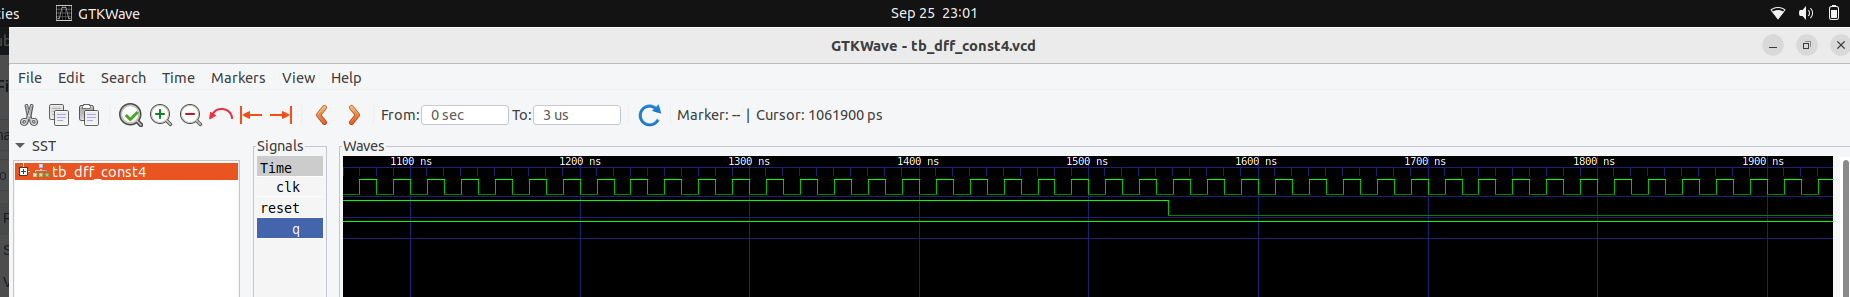 ies GTKWave Sep 25 23:01
GTKWave - tb_dff_const4.vcd
File Edit Search Time Markers View Help
From: 0 sec To: 3 us Marker: -- | Cursor: 1061900 ps
SST Signals Waves
Time 1100 ns 1200 ns 1300 ns 1400 ns 1500 ns 1600 ns 1700 ns 1800 ns 1900 ns
tb_dff_const4
clk
reset
q